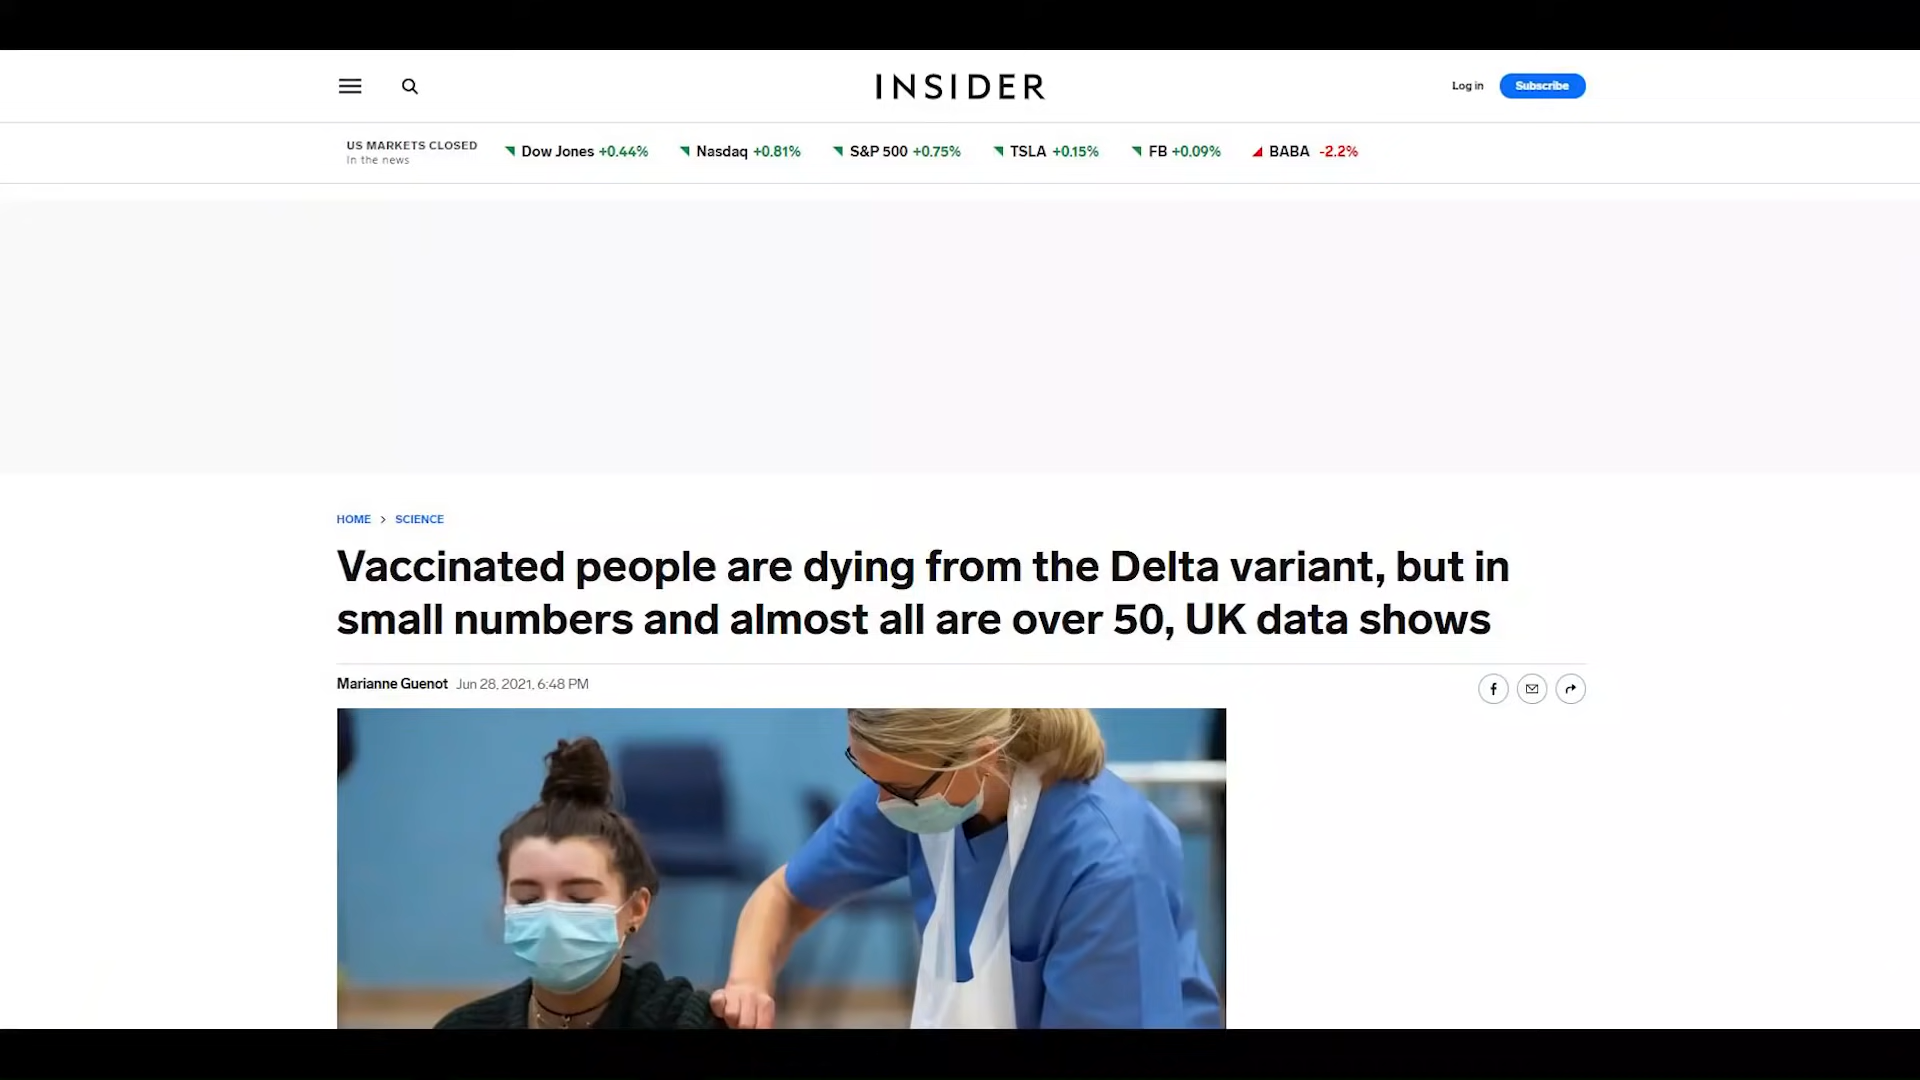 INSIDER
Log in
Subscribe
US MARKETS CLOSED
In the news
Dow Jones +0.44%
Nasdaq +0.81%
S&P 500 +0.75%
TSLA +0.15%
FB +0.09%
BABA -2.2%
HOME > SCIENCE
Vaccinated people are dying from the Delta variant, but in
small numbers and almost all are over 50, UK data shows
Marianne Guenot Jun 28, 2021, 6:48 PM